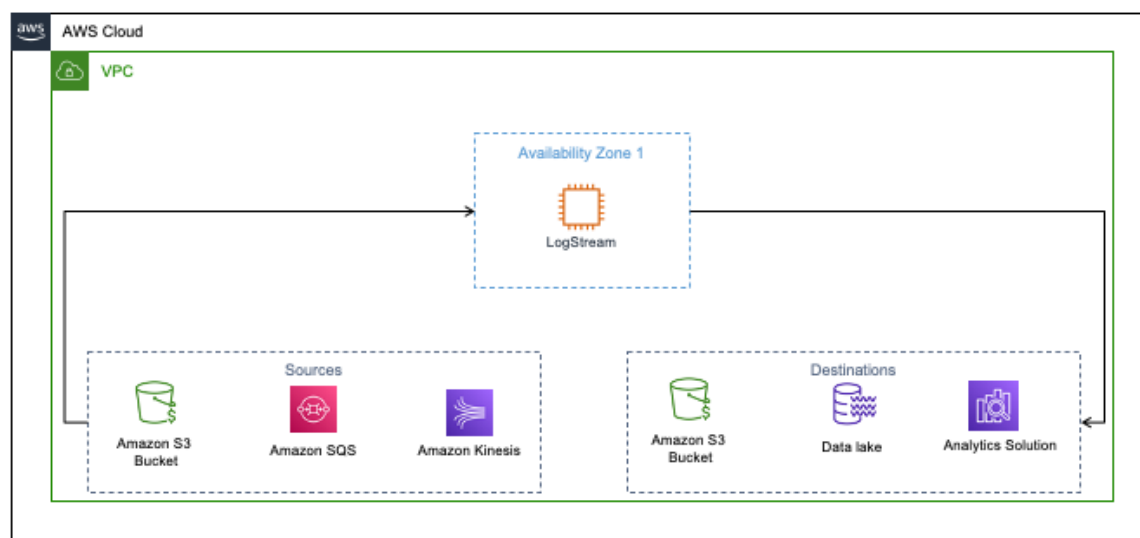 aws
AWS Cloud
VPC
Availability Zone 1
LogStream
Sources
Amazon S3
Bucket
Amazon SQS
Amazon Kinesis
Destinations
Amazon S3
Bucket
Data lake
Analytics Solution